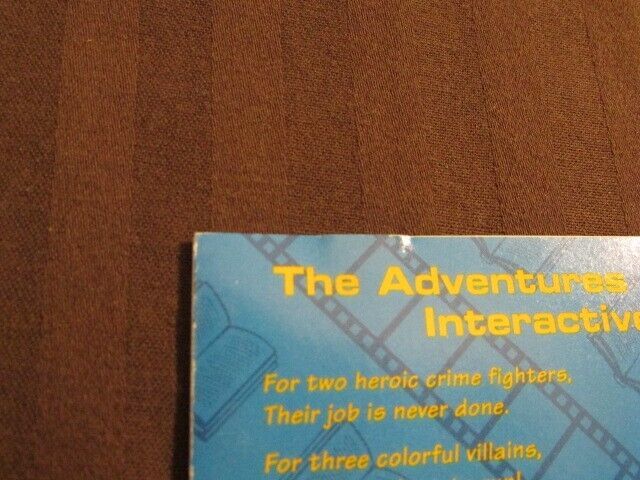 The Adventures
Interactive
For two heroic crime fighters,
Their job is never done.
For three colorful villains,